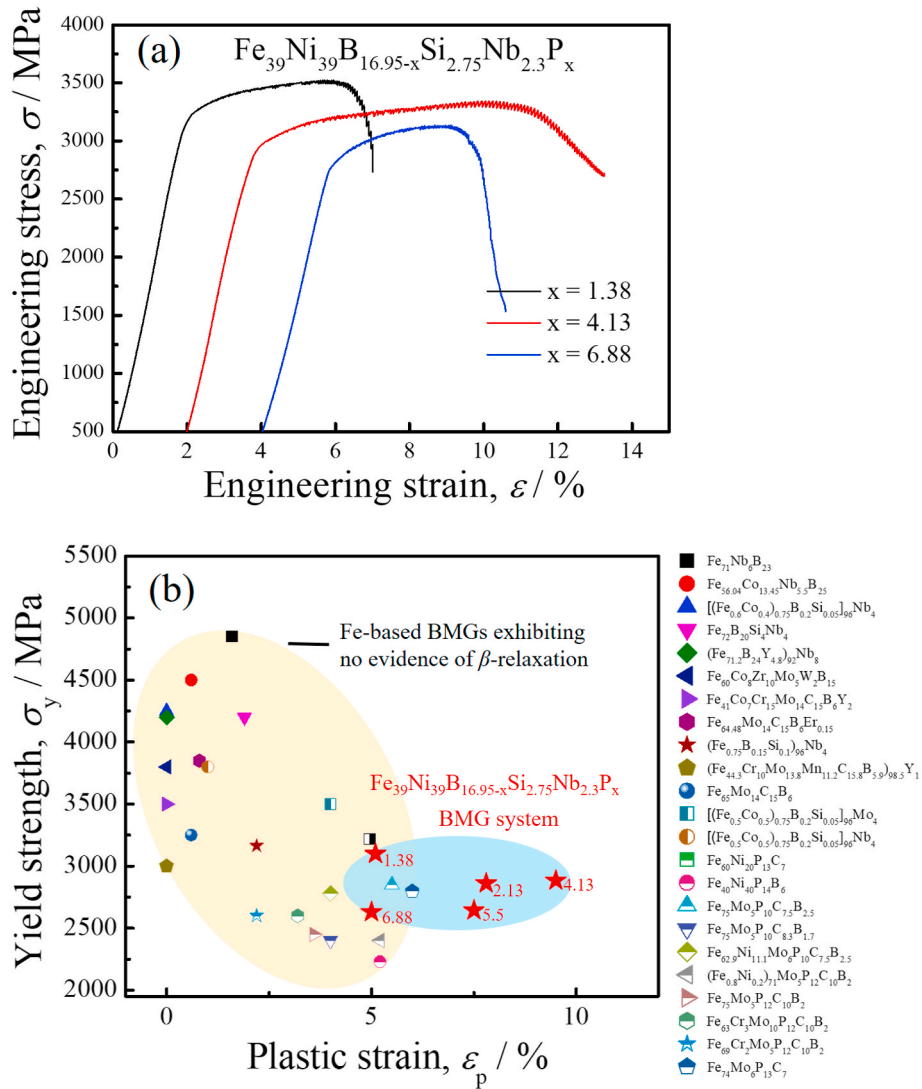 (a)
Fe39Ni39B16.95-xSi2.75Nb2.3Px
4000
3500
3000
2500
2000
1500
1000
500
Engineering stress, σ / MPa
x = 1.38
x = 4.13
x = 6.88
0 2 4 6 8 10 12 14
Engineering strain, ε / %
(b)
5500
5000
4500
4000
3500
3000
2500
2000
Yield strength, σy / MPa
Fe-based BMGs exhibiting
no evidence of β-relaxation
Fe39Ni39B16.95-xSi2.75Nb2.3Px
BMG system
1.38
2.13
4.13
6.88
5.5
0 5 10
Plastic strain, εp / %
Fe71Nb6B23
Fe56.04Co13.45Nb5.5B25
[(Fe0.6Co0.4)0.75B0.2Si0.05]96Nb4
Fe72B20Si4Nb4
(Fe71.2B24Y4.8)92Nb8
Fe60Co8Zr10Mo5W2B15
Fe41Co7Cr15Mo14C15B6Y2
Fe64.48Mo14C15B6Er0.15
(Fe0.75B0.15Si0.1)96Nb4
(Fe44.3Cr10Mo13.8Mn11.2C15.8B5.9)98.5Y1
Fe65Mo14C15B6
[(Fe0.5Co0.5)0.75B0.2Si0.05]96Mo4
[(Fe0.5Co0.5)0.75B0.2Si0.05]96Nb4
Fe60Ni20P13C7
Fe40Ni40P14B6
Fe75Mo5P10C7.5B2.5
Fe75Mo5P10C8.3B1.7
Fe62.9Ni11.1Mo6P10C7.5B2.5
(Fe0.8Ni0.2)71Mo5P12C10B2
Fe75Mo5P12C10B2
Fe63Cr3Mo10P12C10B2
Fe69Cr2Mo5P12C10B2
Fe74Mo6P13C7